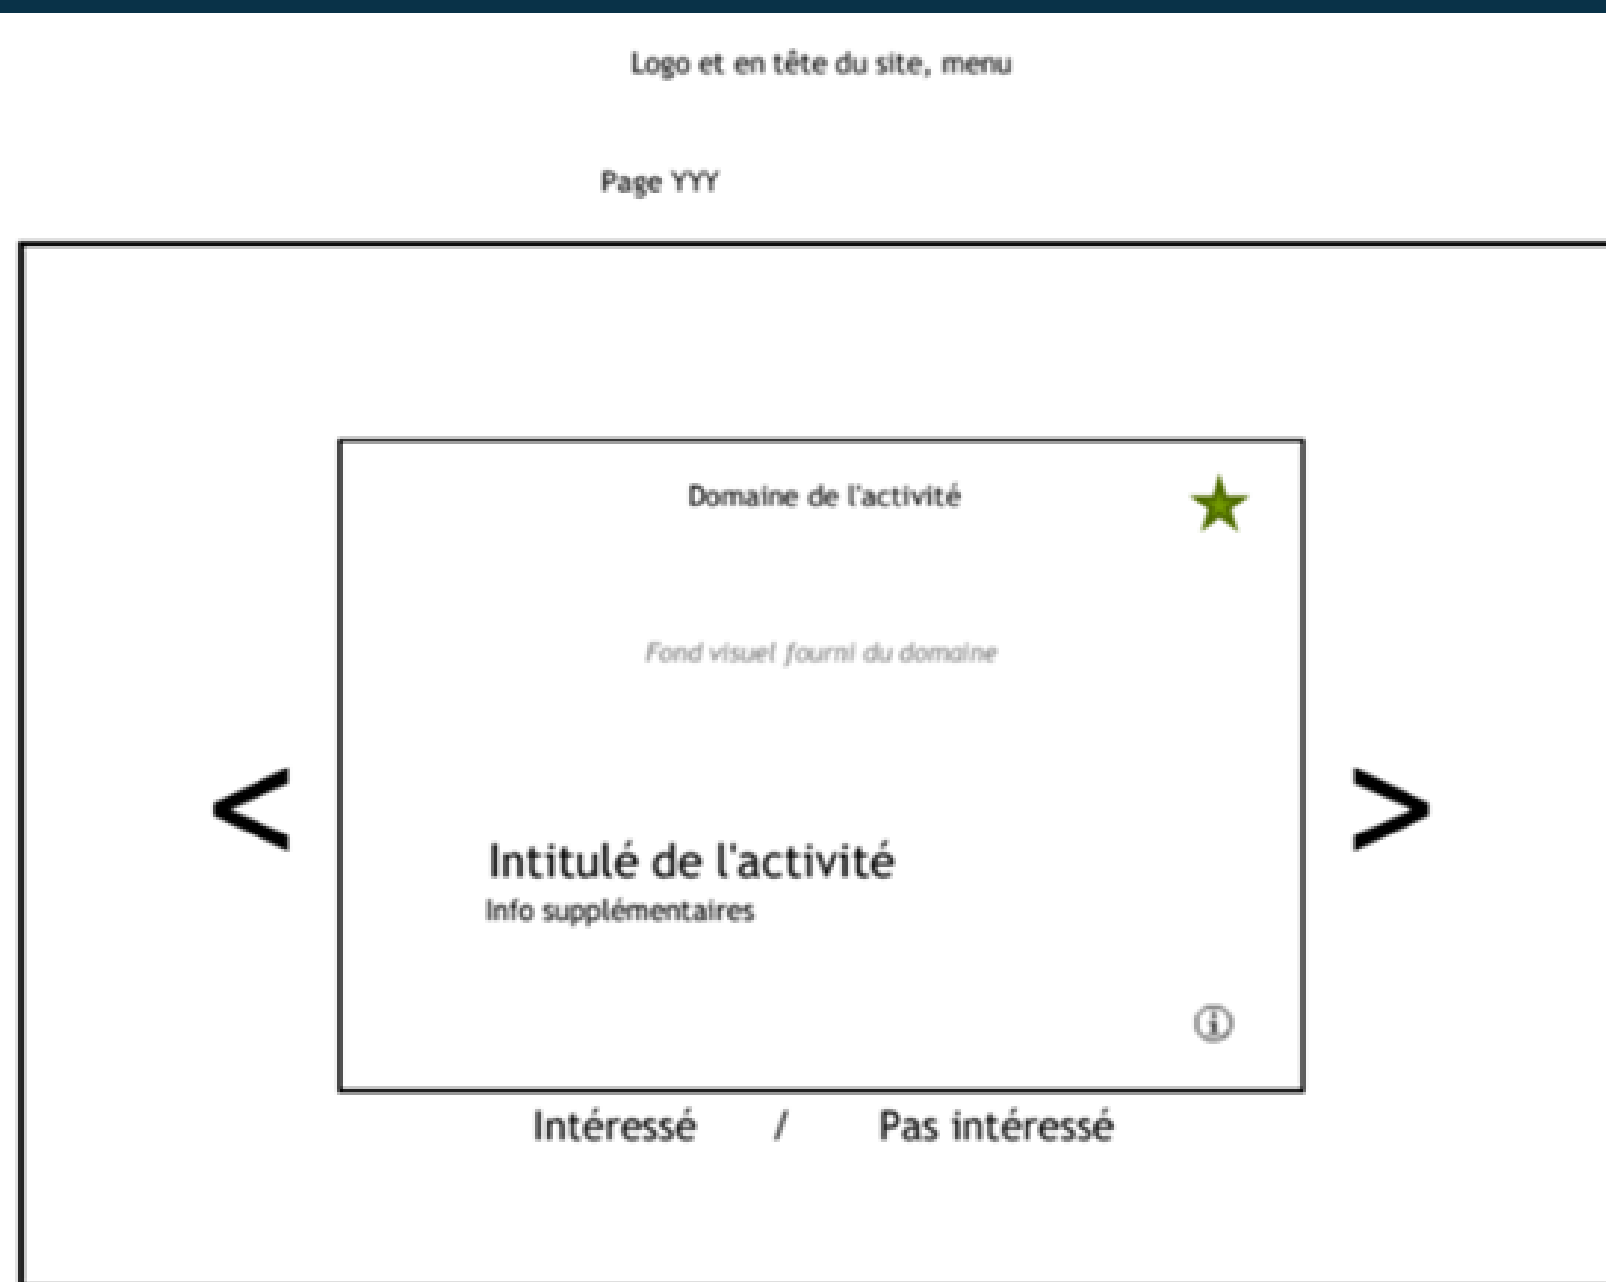 Logo et en tête du site, menu
Page YYY
Domaine de l'activité
Fond visuel fourni du domaine
<
>
Intitulé de l'activité
Info supplémentaires
Intéressé / Pas intéressé